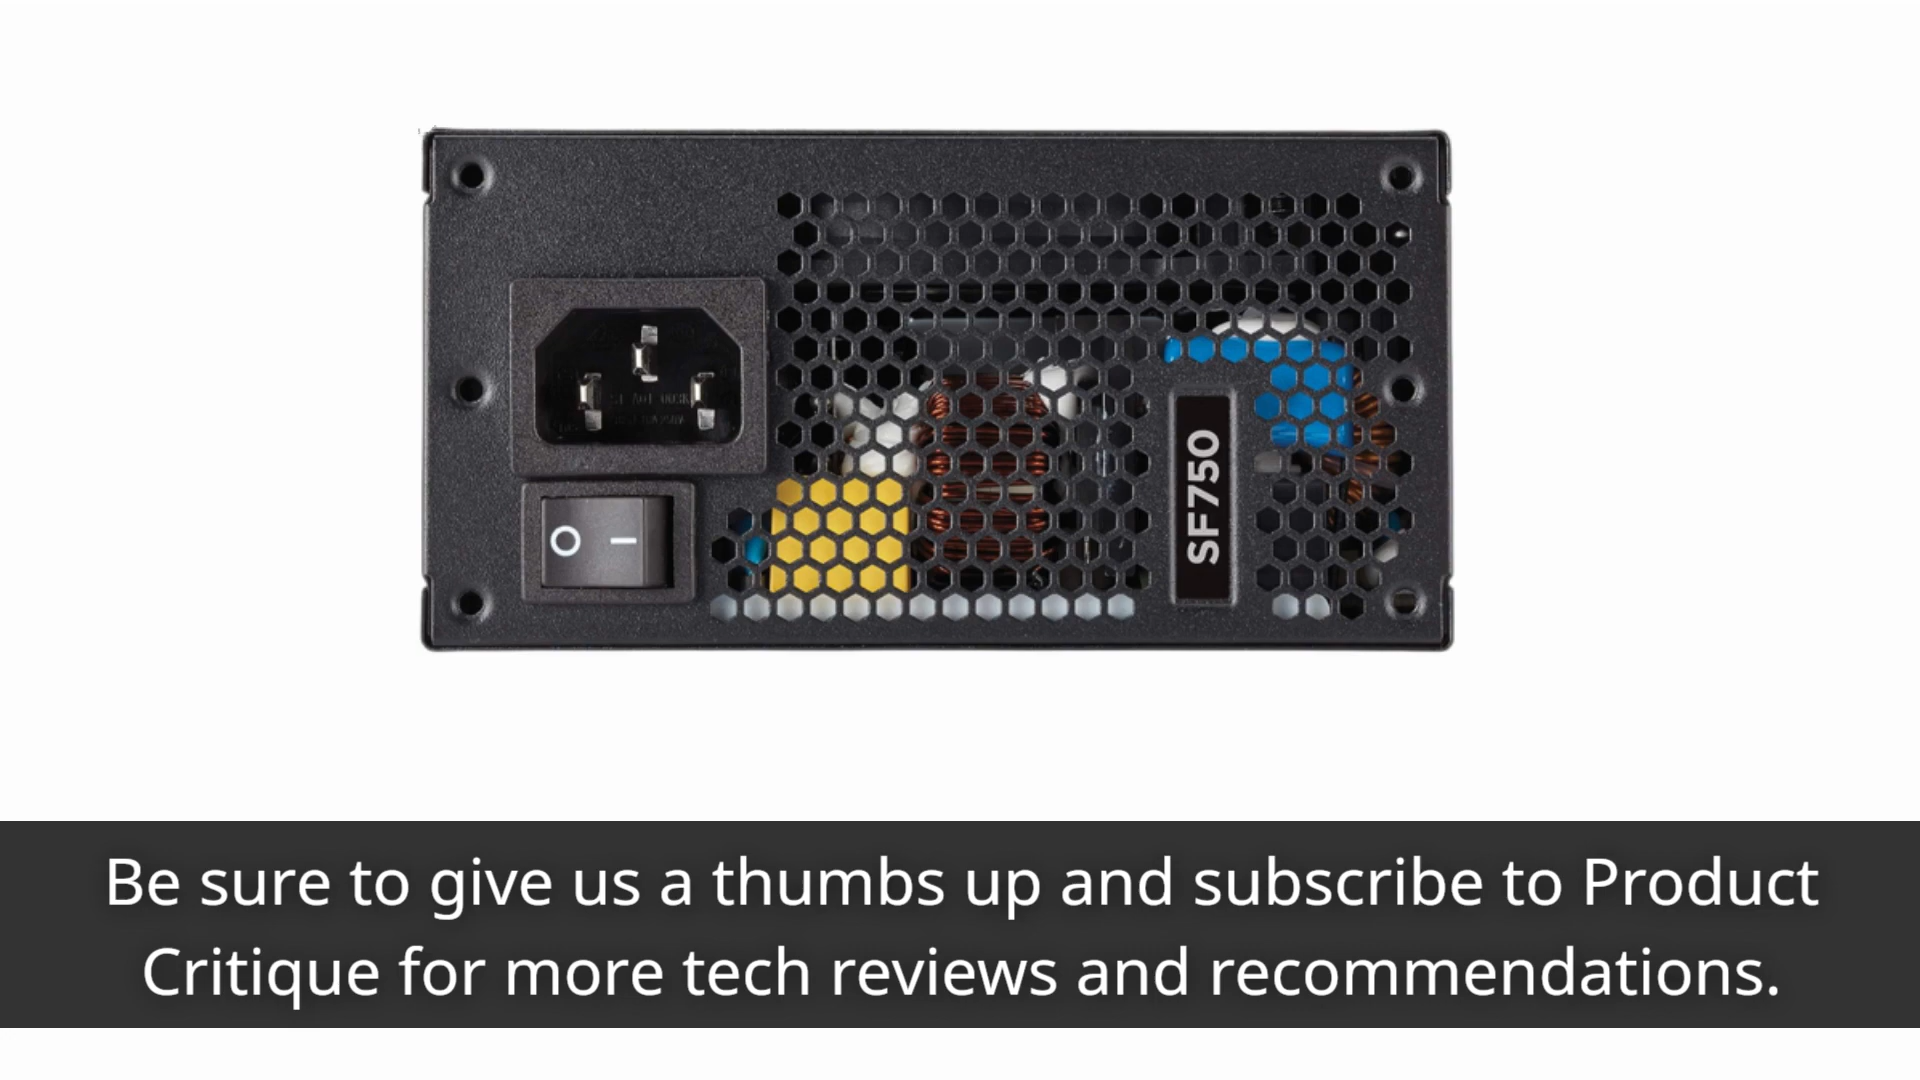 SF750
O
Be sure to give us a thumbs up and subscribe to Product
Critique for more tech reviews and recommendations.